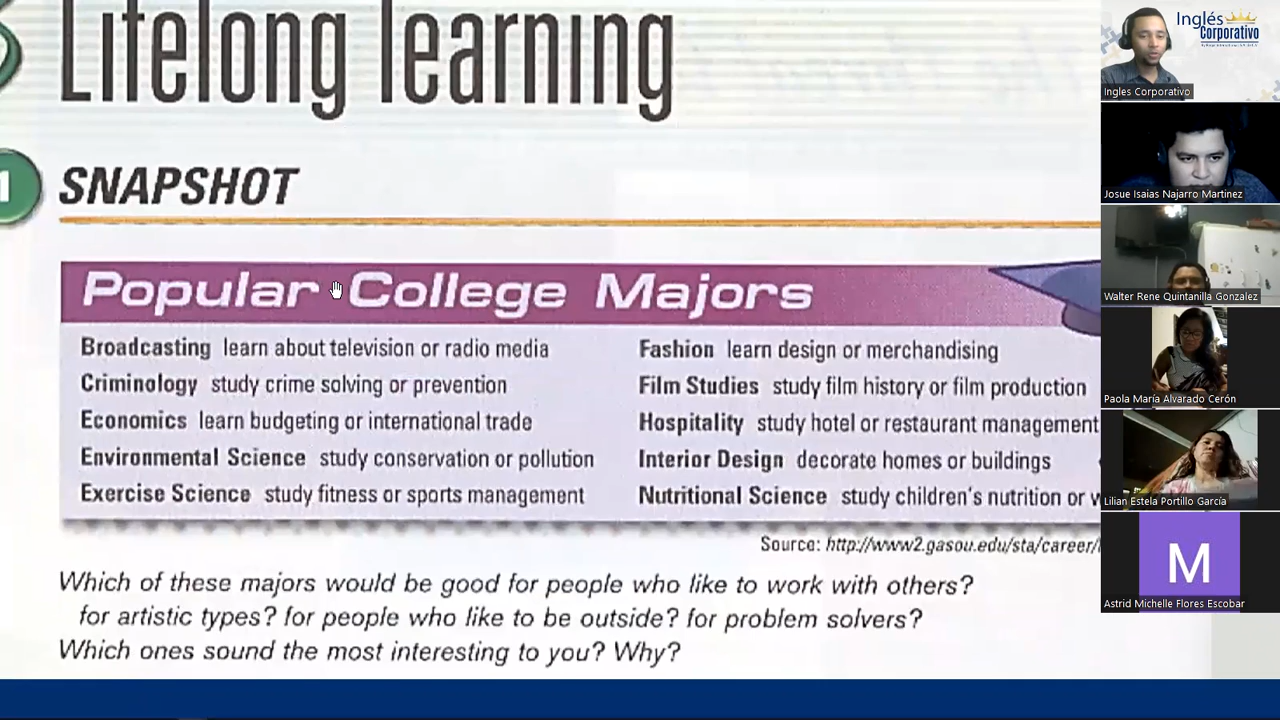 Lifelong learning
1
SNAPSHOT
Popular College Majors
Broadcasting learn about television or radio media
Criminology study crime solving or prevention
Economics learn budgeting or international trade
Environmental Science study conservation or pollution
Exercise Science study fitness or sports management
Fashion learn design or merchandising
Film Studies study film history or film production
Hospitality study hotel or restaurant management
Interior Design decorate homes or buildings
Nutritional Science study children's nutrition or w
Source: http://www2.gasou.edu/sta/career/
Which of these majors would be good for people who like to work with others?
for artistic types? for people who like to be outside? for problem solvers?
Which ones sound the most interesting to you? Why?
Inglés
Corporativo
Ingles Corporativo
Josue Isaias Najarro Martinez
Walter Rene Quintanilla Gonzalez
Paola María Alvarado Cerón
Lilian Estela Portillo García
M
Astrid Michelle Flores Escobar